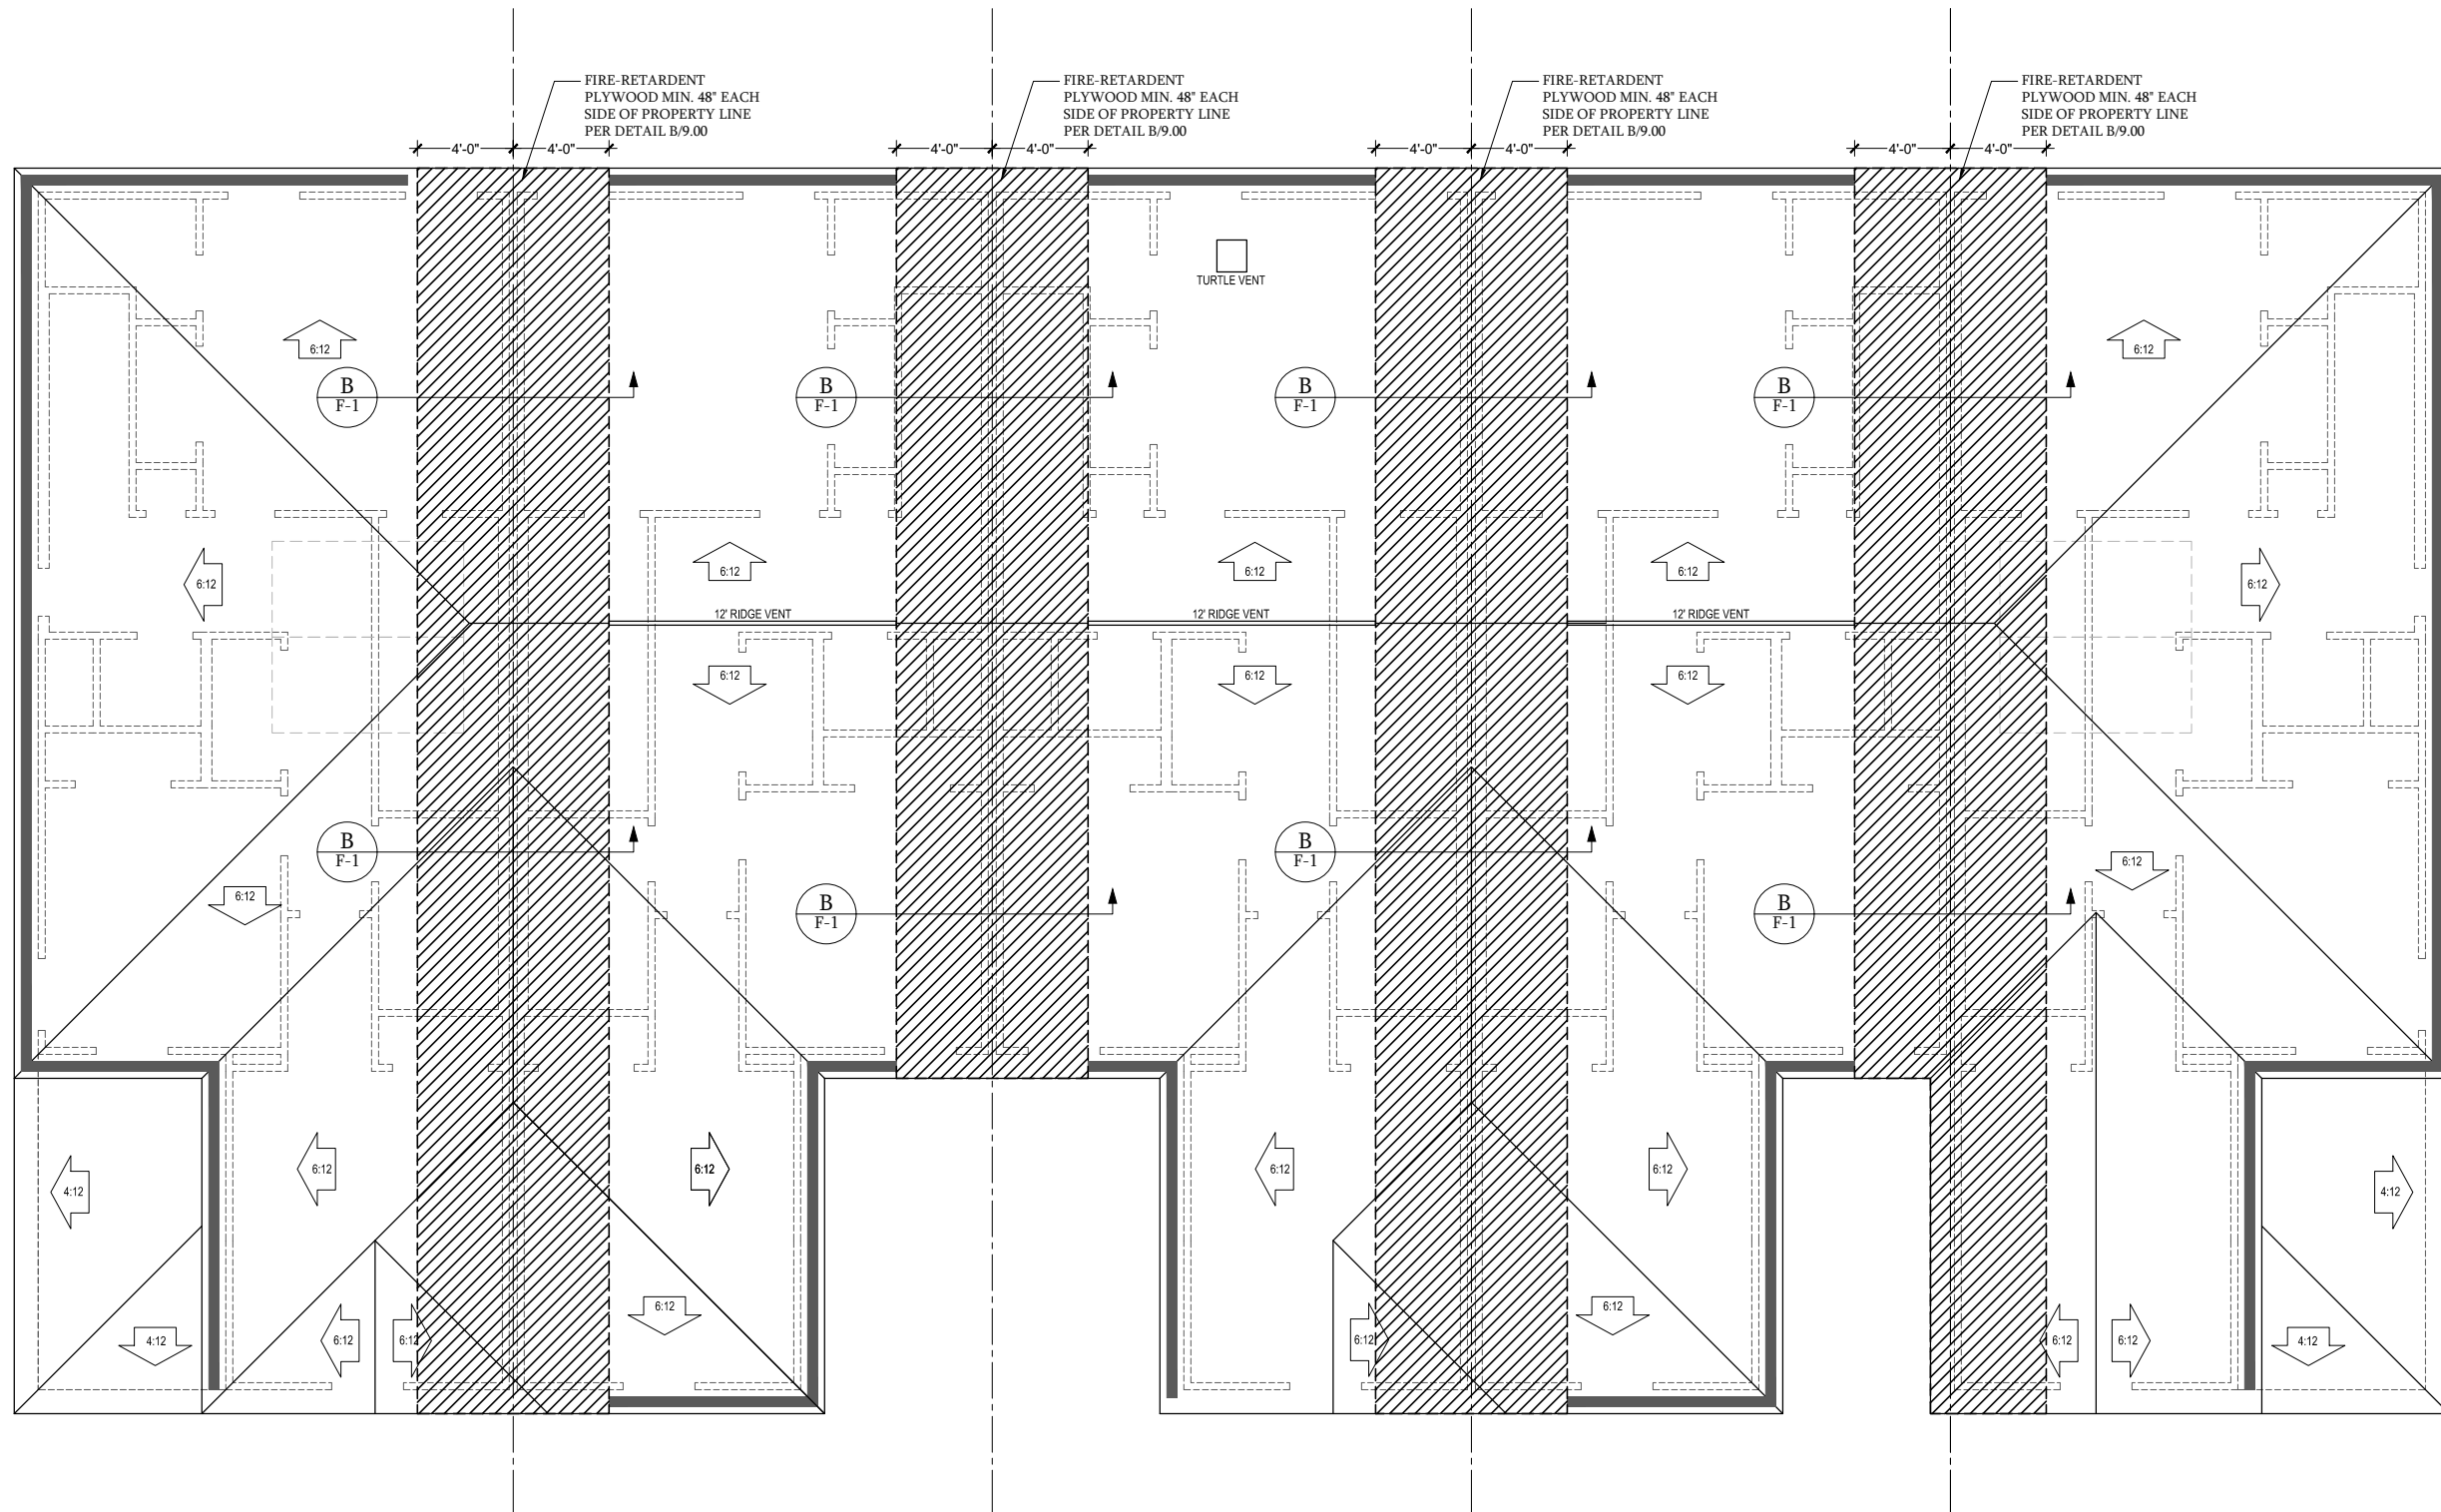 FIRE-RETARDENT
PLYWOOD MIN. 48" EACH
SIDE OF PROPERTY LINE
PER DETAIL B/9.00
FIRE-RETARDENT
PLYWOOD MIN. 48" EACH
SIDE OF PROPERTY LINE
PER DETAIL B/9.00
FIRE-RETARDENT
PLYWOOD MIN. 48" EACH
SIDE OF PROPERTY LINE
PER DETAIL B/9.00
FIRE-RETARDENT
PLYWOOD MIN. 48" EACH
SIDE OF PROPERTY LINE
PER DETAIL B/9.00
4'-0" 4'-0" 4'-0" 4'-0" 4'-0" 4'-0" 4'-0" 4'-0"
TURTLE VENT
6:12 6:12
B B B B
F-1 F-1 F-1 F-1
6:12 6:12 6:12 6:12 6:12
12' RIDGE VENT 12' RIDGE VENT 12' RIDGE VENT
6:12 6:12 6:12
B B
F-1 F-1
6:12 6:12
B B
F-1 F-1
6:12 6:12 6:12 6:12
4:12 4:12
6:12 6:12
4:12 6:12 6:12 6:12 6:12 6:12 4:12